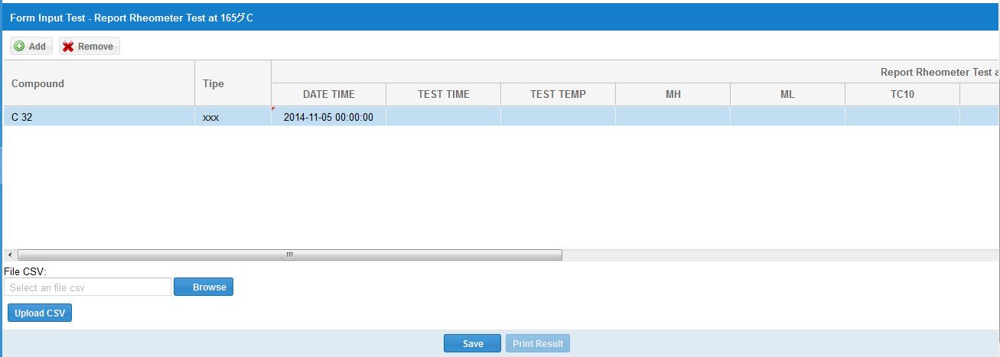 Form Input Test - Report Rheometer Test at 165グC
Add Remove
Compound Tipe Report Rheometer Test a
DATE TIME TEST TIME TEST TEMP MH ML TC10
C 32 xxx 2014-11-05 00:00:00
File CSV:
Select an file csv Browse
Upload CSV
Save Print Result